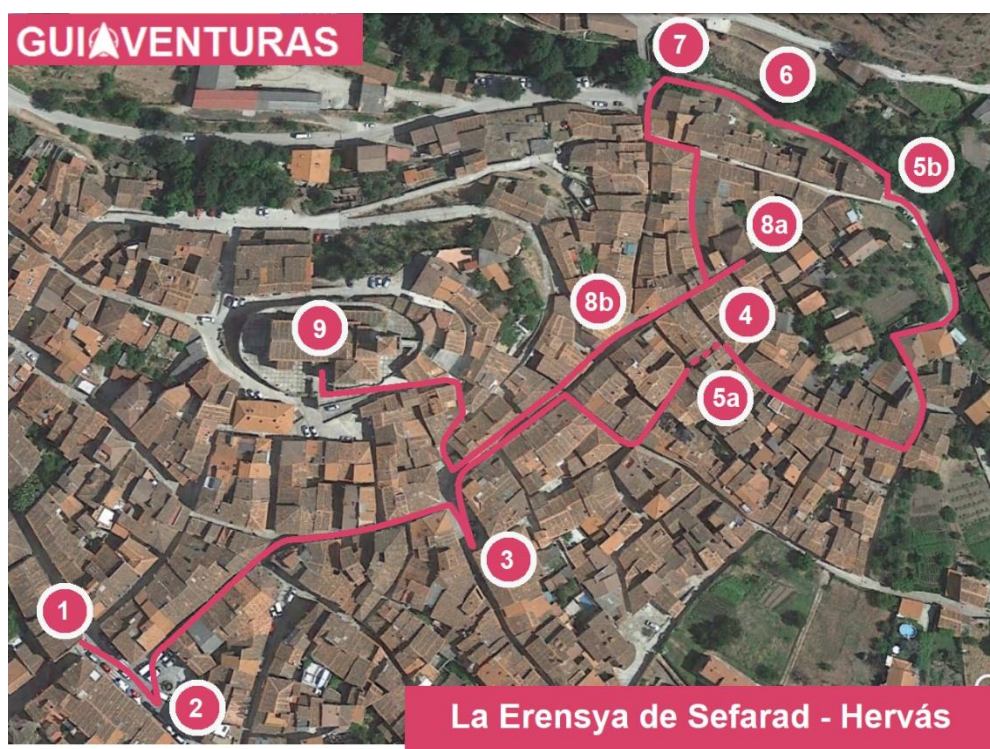 GUIAVENTURAS
7
6
5b
8a
8b
4
9
5a
3
1
2
La Erensya de Sefarad - Hervás